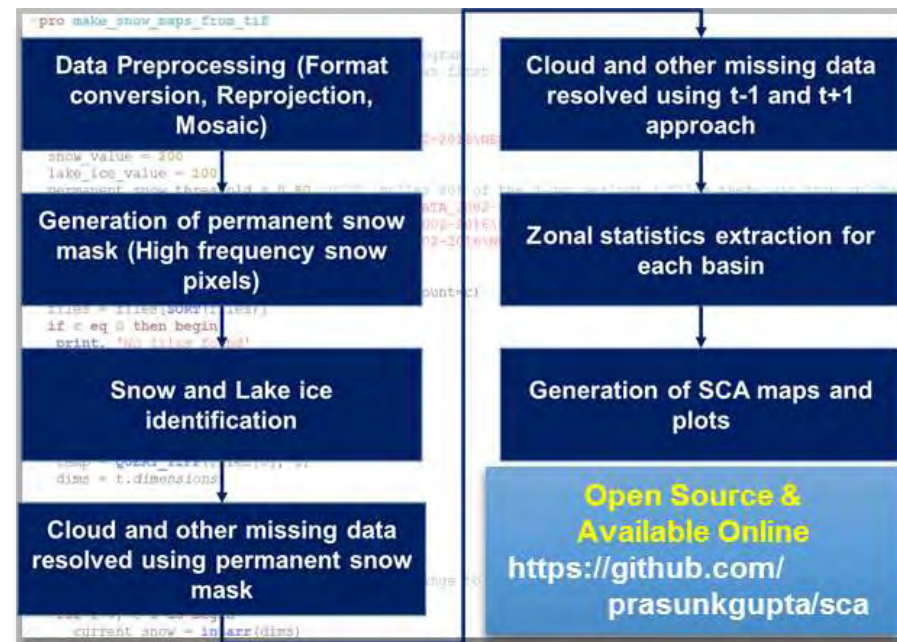 pro make_snow_maps_from_tif
Data Preprocessing (Format
conversion, Reprojection,
Mosaic)
snow_value = 200
lake_ice_value = 100
Generation of permanent snow
mask (High frequency snow
pixels)
if c eq 0 then begin
print, 'No files found'
Snow and Lake ice
identification
dims = t.dimensions
Cloud and other missing data
resolved using permanent snow
mask
current_snow = intarr(dims)
Cloud and other missing data
resolved using t-1 and t+1
approach
Zonal statistics extraction for
each basin
Generation of SCA maps and
plots
Open Source &
Available Online
https://github.com/
prasunkgupta/sca